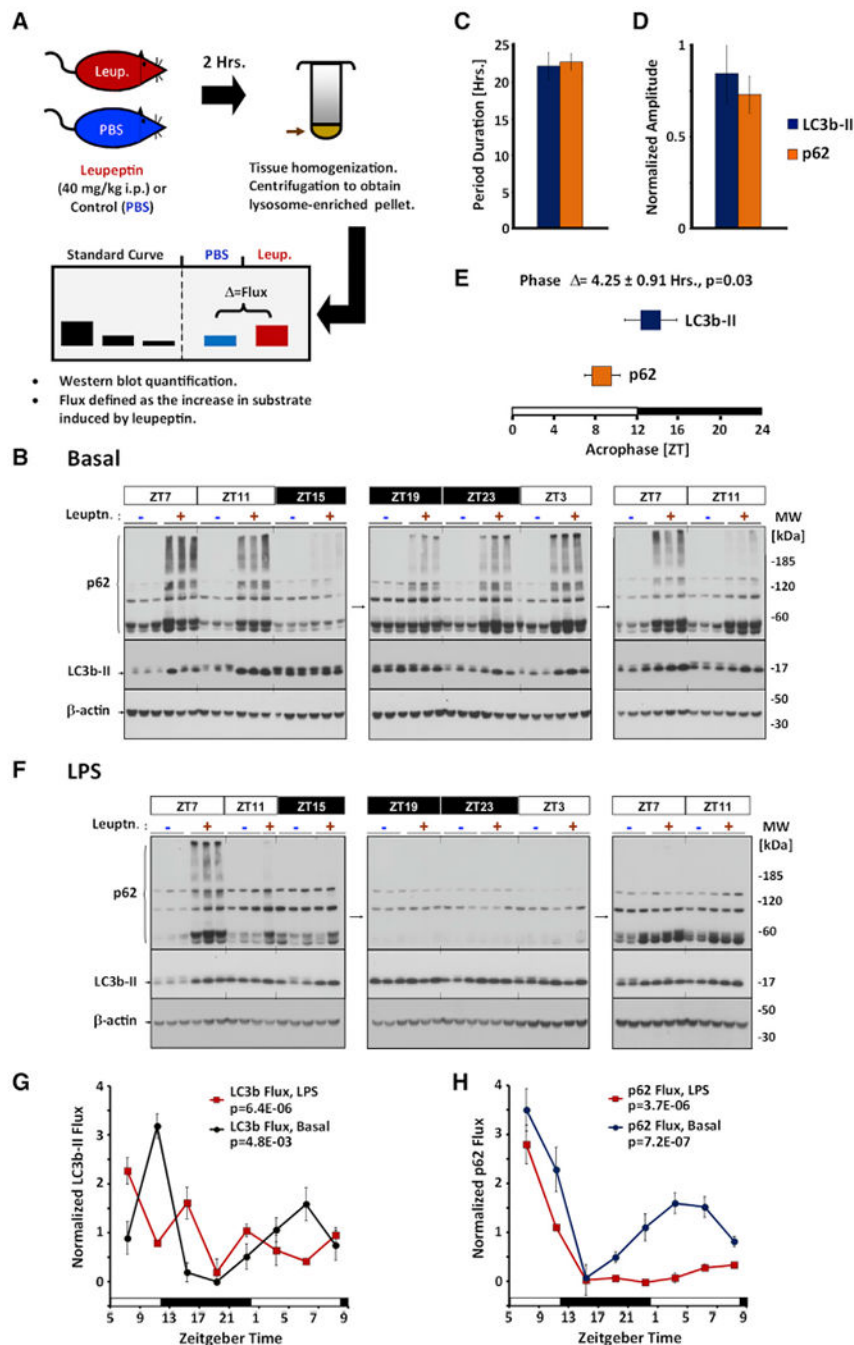 A
Leup.
PBS
2 Hrs.
Leupeptin
(40 mg/kg i.p.) or
Control (PBS)
Tissue homogenization.
Centrifugation to obtain
lysosome-enriched pellet.
Standard Curve
PBS
Leup.
Δ=Flux
• Western blot quantification.
• Flux defined as the increase in substrate
induced by leupeptin.
C
Period Duration [Hrs.]
25
20
15
10
5
0
D
Normalized Amplitude
1
0.5
0
LC3b-II
p62
E
Phase Δ= 4.25 ± 0.91 Hrs., p=0.03
LC3b-II
p62
0 4 8 12 16 20 24
Acrophase [ZT]
B Basal
ZT7 ZT11 ZT15 ZT19 ZT23 ZT3 ZT7 ZT11
Leuptn. : - + - + - + - + - + - + - + - +
MW
[kDa]
p62
-185
-120
-60
LC3b-II
-17
β-actin
-50
-30
F LPS
ZT7 ZT11 ZT15 ZT19 ZT23 ZT3 ZT7 ZT11
Leuptn. : - + - + - + - + - + - + - + - +
MW
[kDa]
p62
-185
-120
-60
LC3b-II
-17
β-actin
-50
-30
G
Normalized LC3b-II Flux
4
3
2
1
0
LC3b Flux, LPS
p=6.4E-06
LC3b Flux, Basal
p=4.8E-03
5 9 13 17 21 1 5 7 9
Zeitgeber Time
H
Normalized p62 Flux
4
3
2
1
0
p62 Flux, LPS
p=3.7E-06
p62 Flux, Basal
p=7.2E-07
5 9 13 17 21 1 5 7 9
Zeitgeber Time